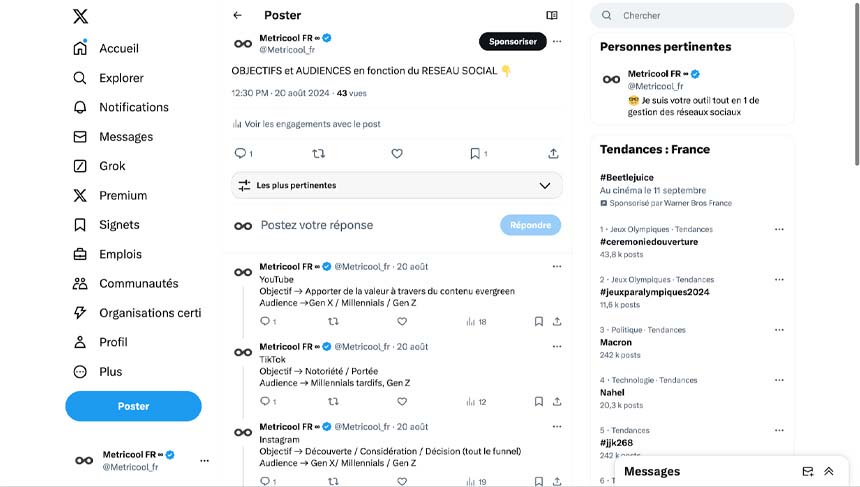 Accueil
Explorer
Notifications
Messages
Grok
Premium
Signets
Emplois
Communautés
Organisations certi
Profil
Plus
Poster
Metricool FR ∞
@Metricool_fr
Poster
Metricool FR ∞
@Metricool_fr
Sponsoriser
OBJECTIFS et AUDIENCES en fonction du RESEAU SOCIAL 👇
12:30 PM · 20 août 2024 · 43 vues
Voir les engagements avec le post
1
1
Les plus pertinentes
Postez votre réponse
Répondre
Metricool FR ∞ @Metricool_fr · 20 août
YouTube
Objectif → Apporter de la valeur à travers du contenu evergreen
Audience →Gen X / Millennials / Gen Z
1 18
Metricool FR ∞ @Metricool_fr · 20 août
TikTok
Objectif → Notoriété / Portée
Audience → Millennials tardifs, Gen Z
1 12
Metricool FR ∞ @Metricool_fr · 20 août
Instagram
Objectif → Découverte / Considération / Décision (tout le funnel)
Audience → Gen X/ Millennials / Gen Z
1 19
Chercher
Personnes pertinentes
Metricool FR ∞
@Metricool_fr
🤓 Je suis votre outil tout en 1 de
gestion des réseaux sociaux
Tendances : France
#Beetlejuice
Au cinéma le 11 septembre
Sponsorisé par Warner Bros France
1 · Jeux Olympiques · Tendances
#ceremoniedouverture
43,8 k posts
2 · Jeux Olympiques · Tendances
#jeuxparalympiques2024
11,6 k posts
3 · Politique · Tendances
Macron
242 k posts
4 · Technologie · Tendances
Nahel
20,3 k posts
5 · Tendances
#jjk268
242 k
6 · T
Messages